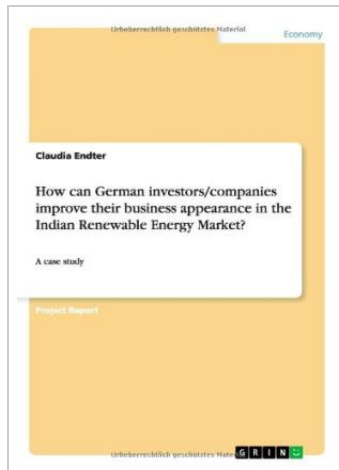 Urheberrechtlich geschütztes Material
Economy
Claudia Endter
How can German investors/companies
improve their business appearance in the
Indian Renewable Energy Market?
A case study
Project Report
Urheberrechtlich geschütztes Mater
GRIN